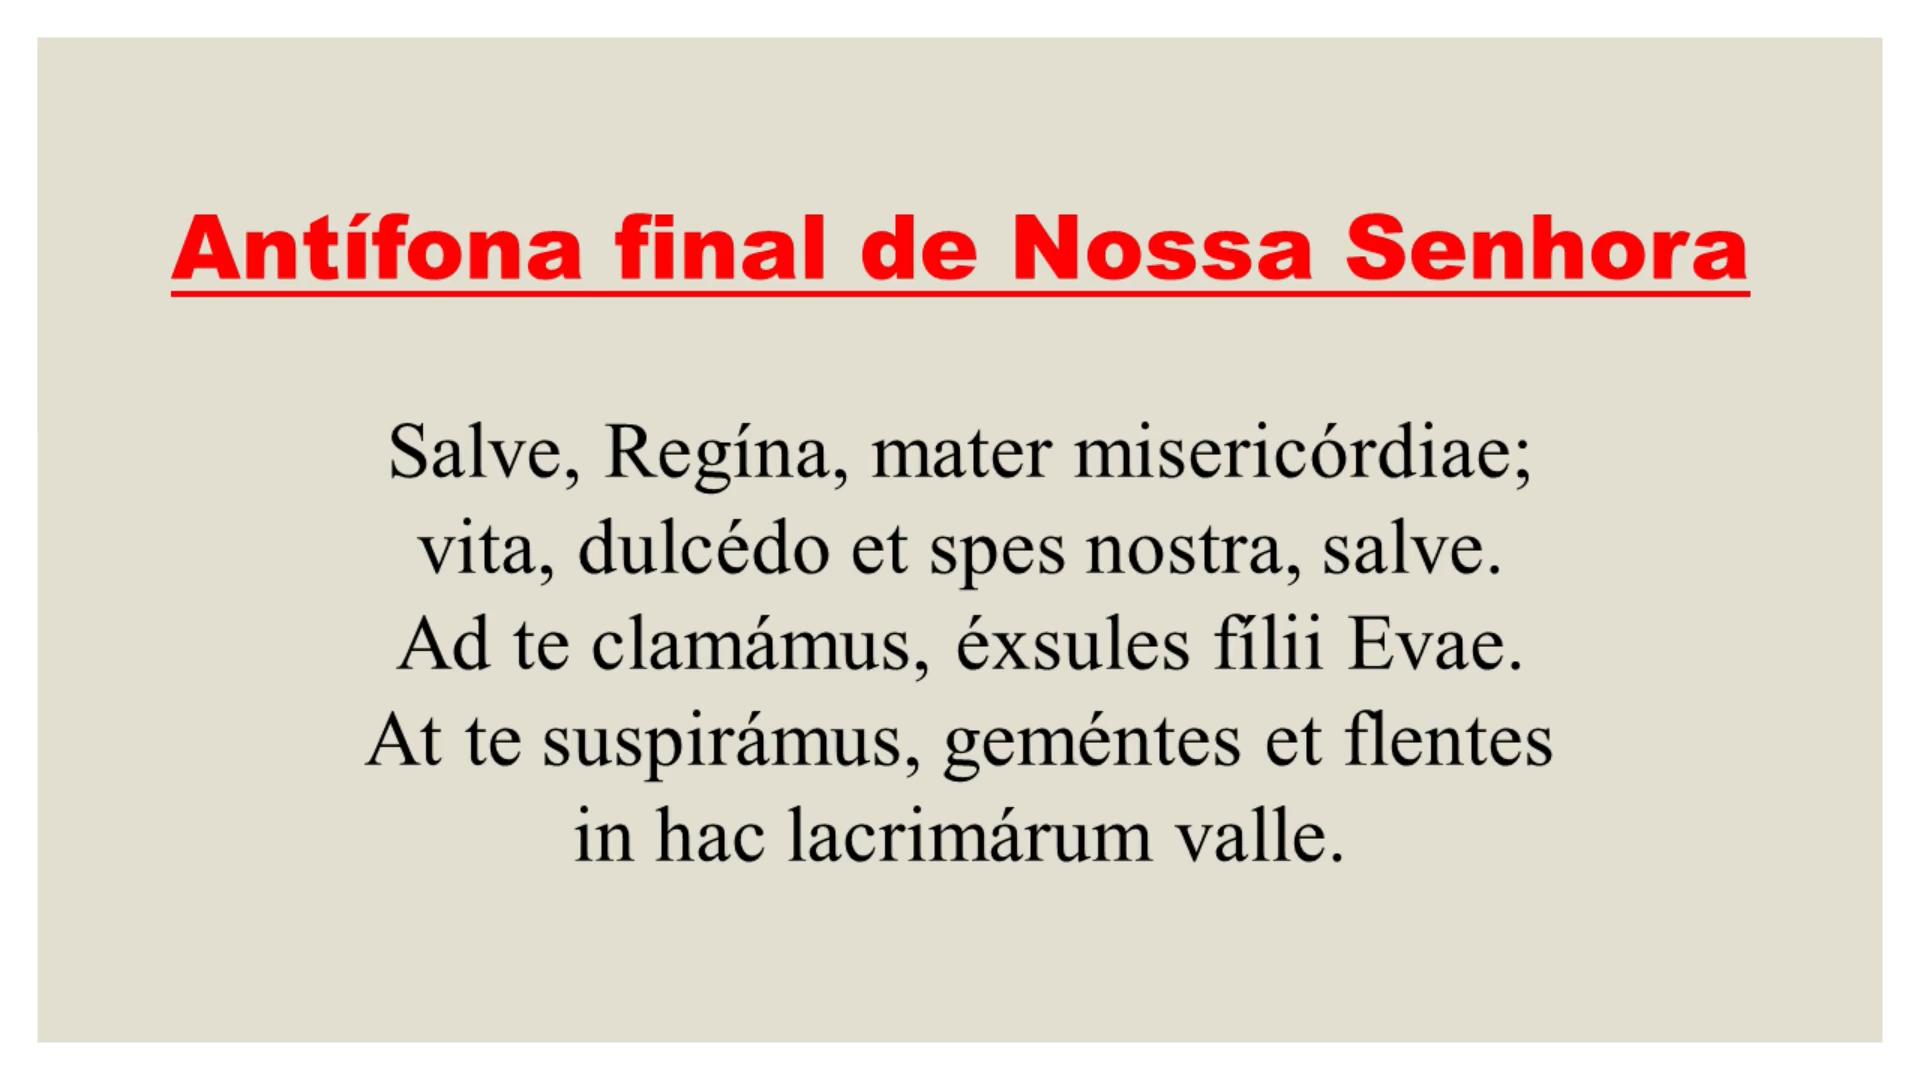 Antífona final de Nossa Senhora
Salve, Regína, mater misericórdiae;
vita, dulcédo et spes nostra, salve.
Ad te clamámus, éxsules fílii Evae.
At te suspirámus, geméntes et flentes
in hac lacrimárum valle.